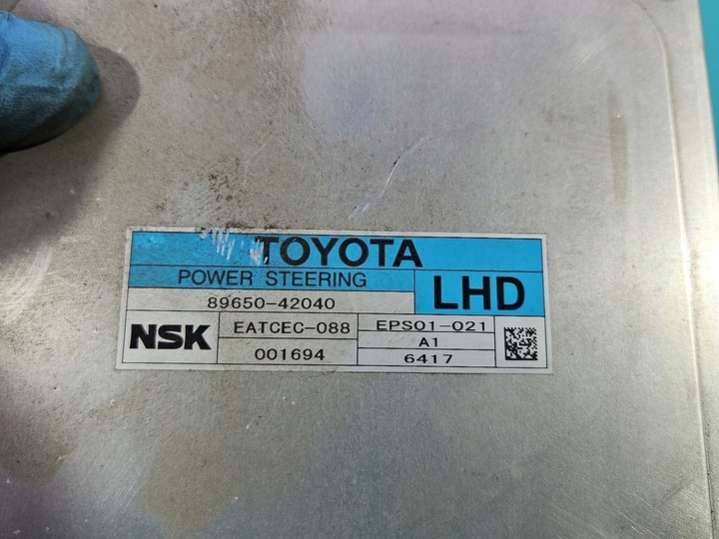 TOYOTA
POWER STEERING
LHD
89650-42040
NSK
EATCEC-088
EPS01-021
A1
001694
6417